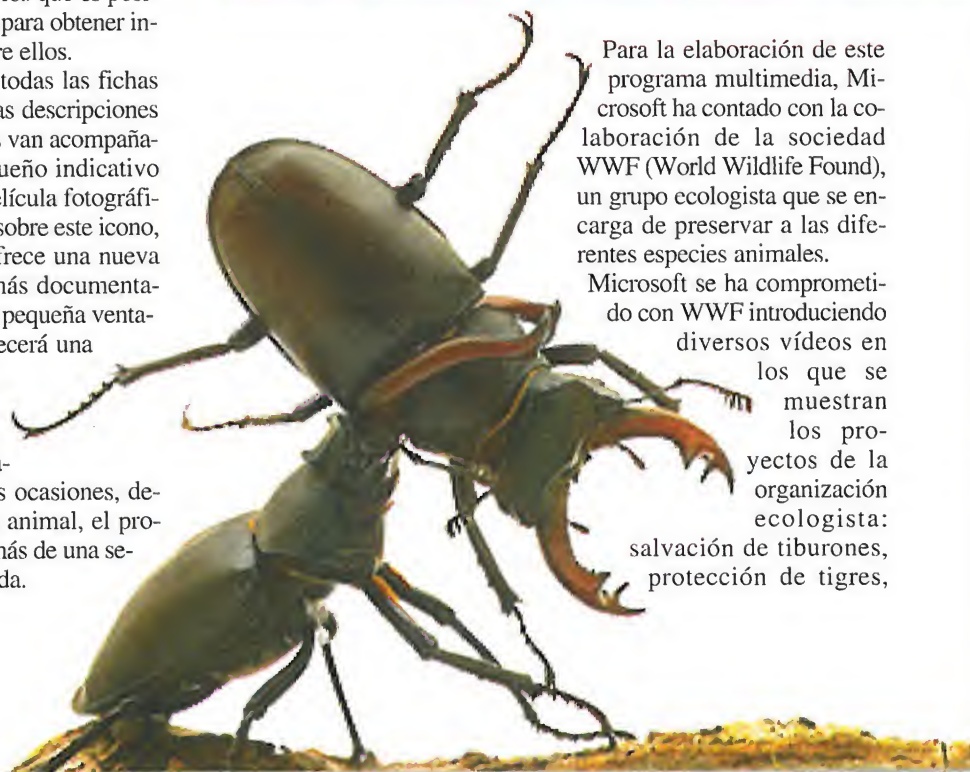 que es
para obtener in-
re ellos.
todas las fichas
as descripciones
s van acompaña-
ueño indicativo
elícula fotográfi-
sobre este icono,
frece una nueva
más documenta-
pequeña venta-
ecerá una
a-
s ocasiones, de-
animal, el pro-
más de una se-
da.
Para la elaboración de este
programa multimedia, Mi-
crosoft ha contado con la co-
laboración de la sociedad
WWF (World Wildlife Found),
un grupo ecologista que se en-
carga de preservar a las dife-
rentes especies animales.
Microsoft se ha comprometi-
do con WWF introduciendo
diversos vídeos en
los que se
muestran
los pro-
yectos de la
organización
ecologista:
salvación de tiburones,
protección de tigres,